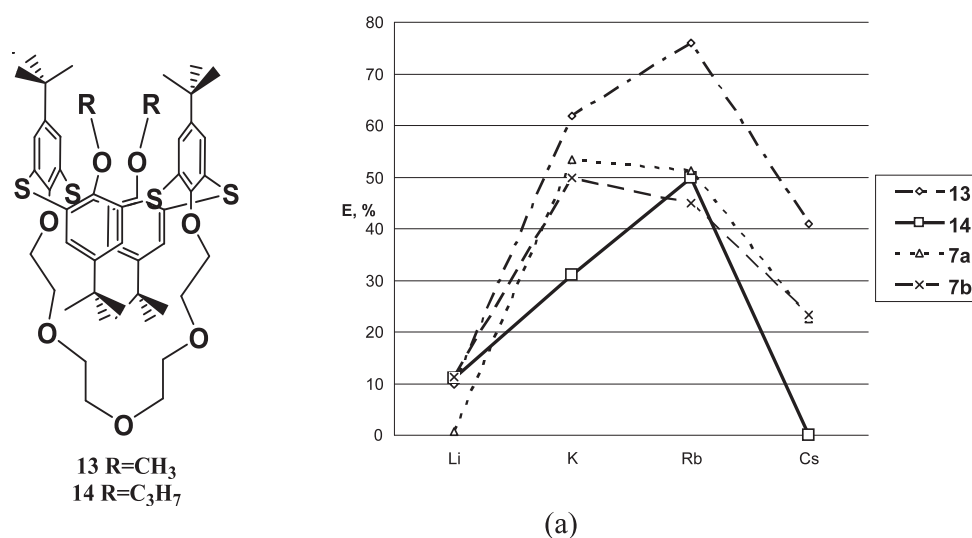 R R
O O
S S S S
O O
O O
O
13 R=CH₃
14 R=C₃H₇
E, %
80
70
60
50
40
30
20
10
0
Li K Rb Cs
13
14
7a
7b
(a)